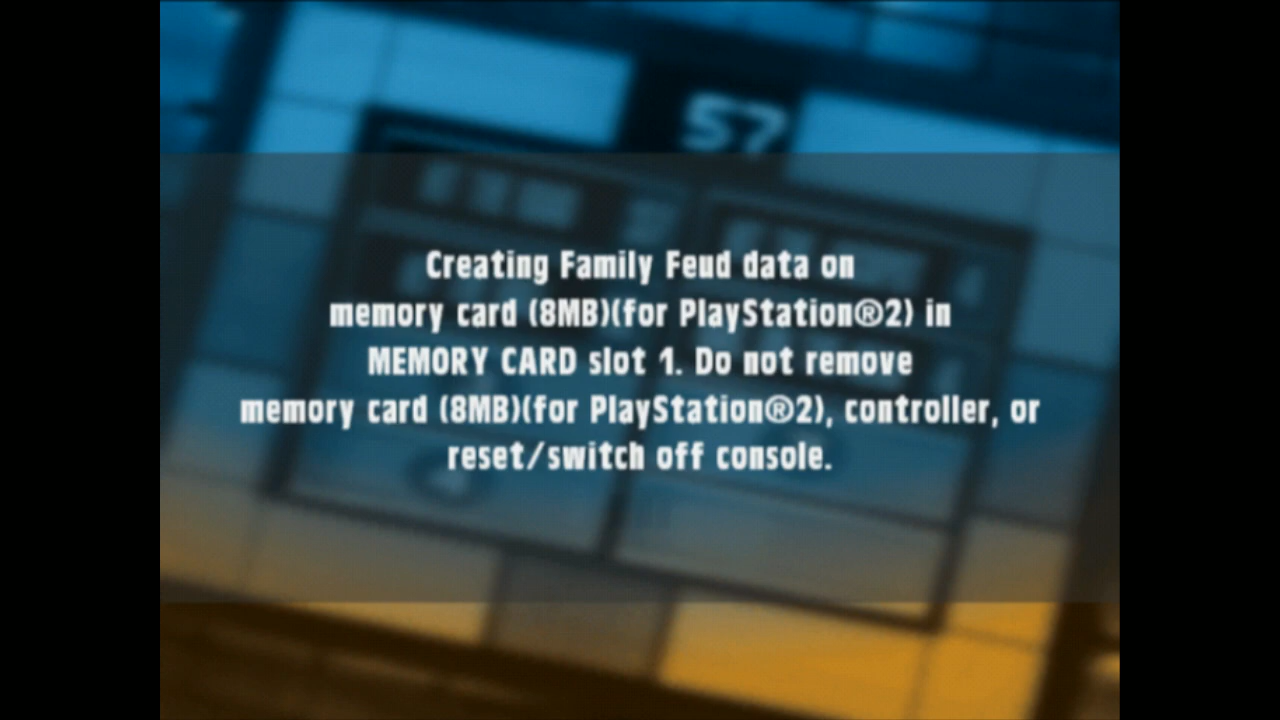 57
Creating Family Feud data on
memory card (8MB)(for PlayStation®2) in
MEMORY CARD slot 1. Do not remove
memory card (8MB)(for PlayStation®2), controller, or
reset/switch off console.